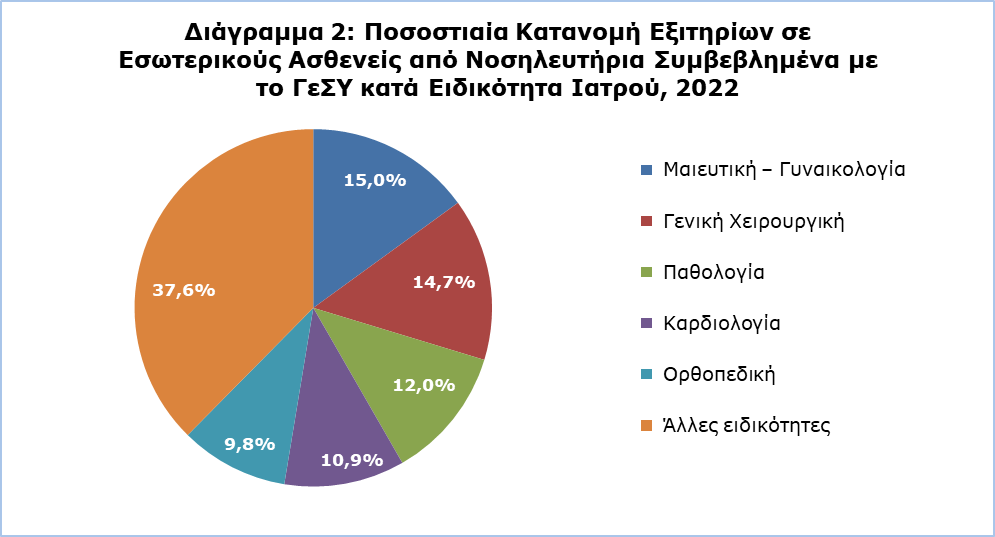 Διάγραμμα 2: Ποσοστιαία Κατανομή Εξιτηρίων σε
Εσωτερικούς Ασθενείς από Νοσηλευτήρια Συμβεβλημένα με
το ΓεΣΥ κατά Ειδικότητα Ιατρού, 2022
15,0%
14,7%
12,0%
10,9%
9,8%
37,6%
Μαιευτική – Γυναικολογία
Γενική Χειρουργική
Παθολογία
Καρδιολογία
Ορθοπεδική
Άλλες ειδικότητες